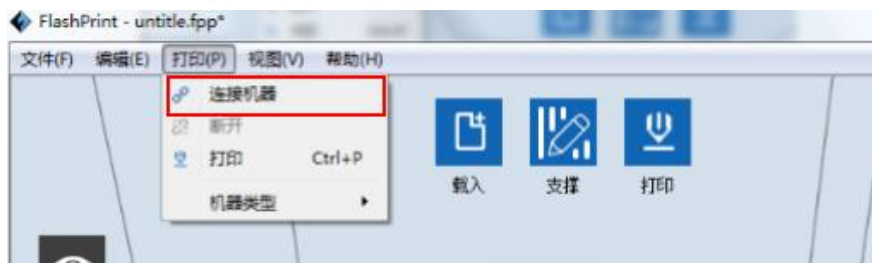 FlashPrint - untitle.fpp*
文件(F) 编辑(E) 打印(P) 视图(V) 帮助(H)
连接机器
断开
打印 Ctrl+P
机器类型
载入 支撑 打印